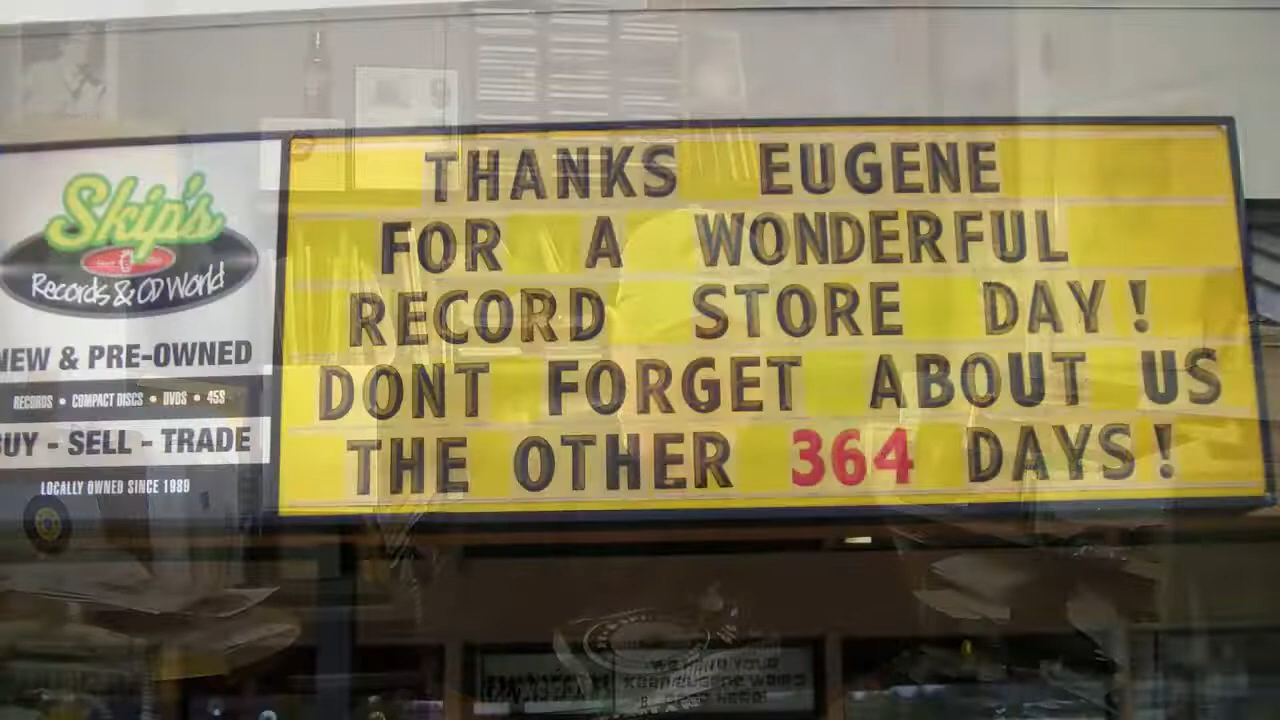 Skip's
Records & CD World
NEW & PRE-OWNED
RECORDS • COMPACT DISCS • DVDS • 45S
BUY - SELL - TRADE
LOCALLY OWNED SINCE 1989
THANKS EUGENE
FOR A WONDERFUL
RECORD STORE DAY!
DONT FORGET ABOUT US
THE OTHER 364 DAYS!